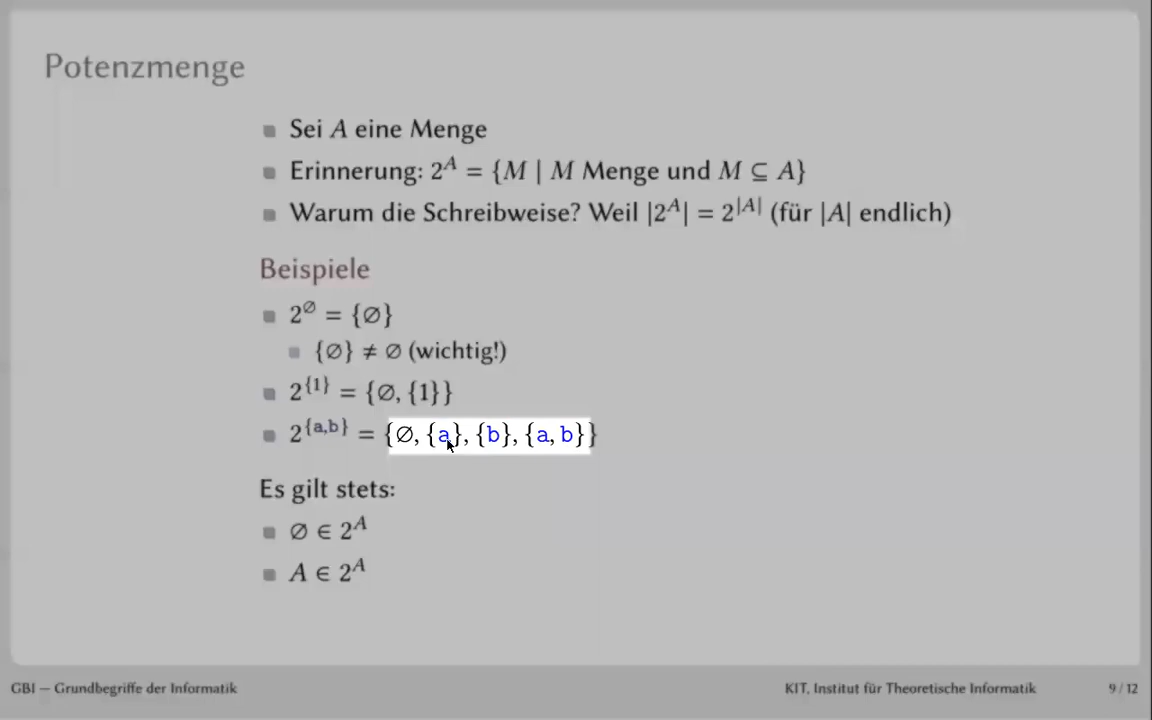 Potenzmenge
Sei A eine Menge
Erinnerung: 2^A = {M | M Menge und M ⊆ A}
Warum die Schreibweise? Weil |2^A| = 2^|A| (für |A| endlich)
Beispiele
2^∅ = {∅}
{∅} ≠ ∅ (wichtig!)
2^{1} = {∅, {1}}
2^{a,b} = {∅, {a}, {b}, {a, b}}
Es gilt stets:
∅ ∈ 2^A
A ∈ 2^A
GBI — Grundbegriffe der Informatik KIT, Institut für Theoretische Informatik 9 / 12